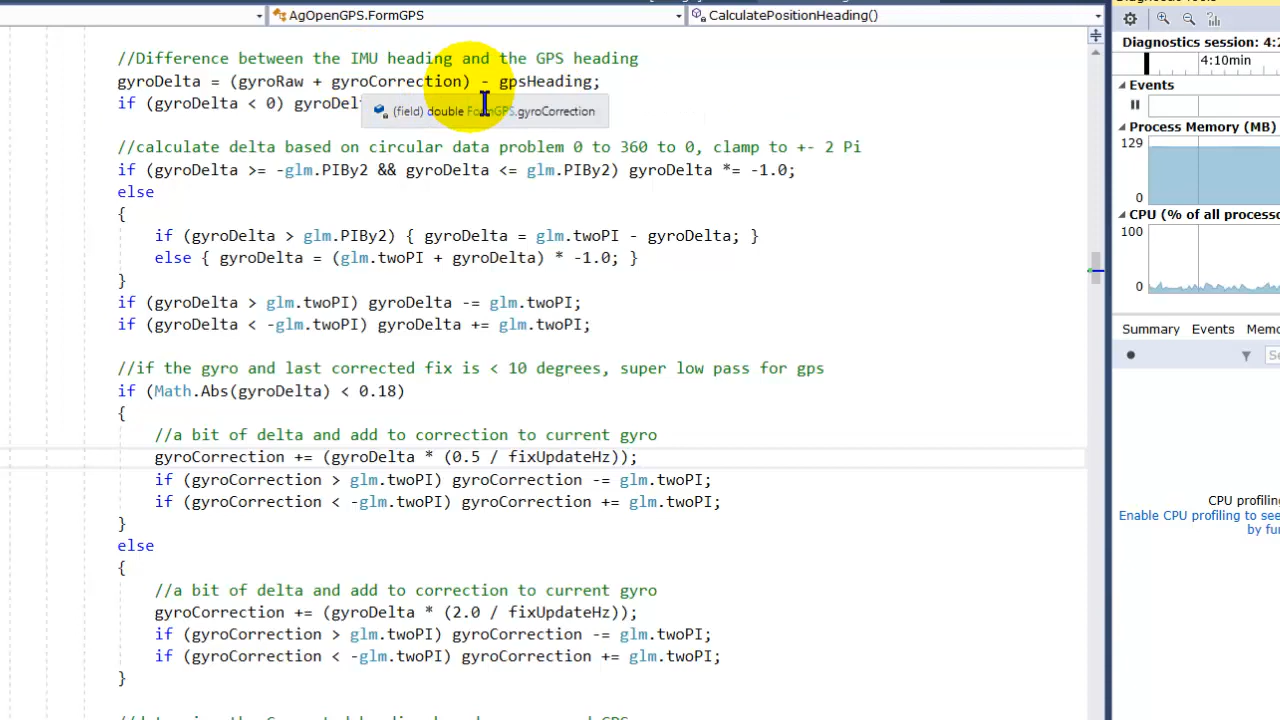 AgOpenGPS.FormGPS
CalculatePositionHeading()
//Difference between the IMU heading and the GPS heading
gyroDelta = (gyroRaw + gyroCorrection) - gpsHeading;
if (gyroDelta < 0) gyroDel
(field) double FormGPS.gyroCorrection
//calculate delta based on circular data problem 0 to 360 to 0, clamp to +- 2 Pi
if (gyroDelta >= -glm.PIBy2 && gyroDelta <= glm.PIBy2) gyroDelta *= -1.0;
else
{
if (gyroDelta > glm.PIBy2) { gyroDelta = glm.twoPI - gyroDelta; }
else { gyroDelta = (glm.twoPI + gyroDelta) * -1.0; }
}
if (gyroDelta > glm.twoPI) gyroDelta -= glm.twoPI;
if (gyroDelta < -glm.twoPI) gyroDelta += glm.twoPI;
//if the gyro and last corrected fix is < 10 degrees, super low pass for gps
if (Math.Abs(gyroDelta) < 0.18)
{
//a bit of delta and add to correction to current gyro
gyroCorrection += (gyroDelta * (0.5 / fixUpdateHz));
if (gyroCorrection > glm.twoPI) gyroCorrection -= glm.twoPI;
if (gyroCorrection < -glm.twoPI) gyroCorrection += glm.twoPI;
}
else
{
//a bit of delta and add to correction to current gyro
gyroCorrection += (gyroDelta * (2.0 / fixUpdateHz));
if (gyroCorrection > glm.twoPI) gyroCorrection -= glm.twoPI;
if (gyroCorrection < -glm.twoPI) gyroCorrection += glm.twoPI;
}
Diagnostics session: 4:2
4:10min
Events
Process Memory (MB)
129
0
CPU (% of all processo
100
0
Summary Events Memo
Se
CPU profilin
Enable CPU profiling to see
by fu